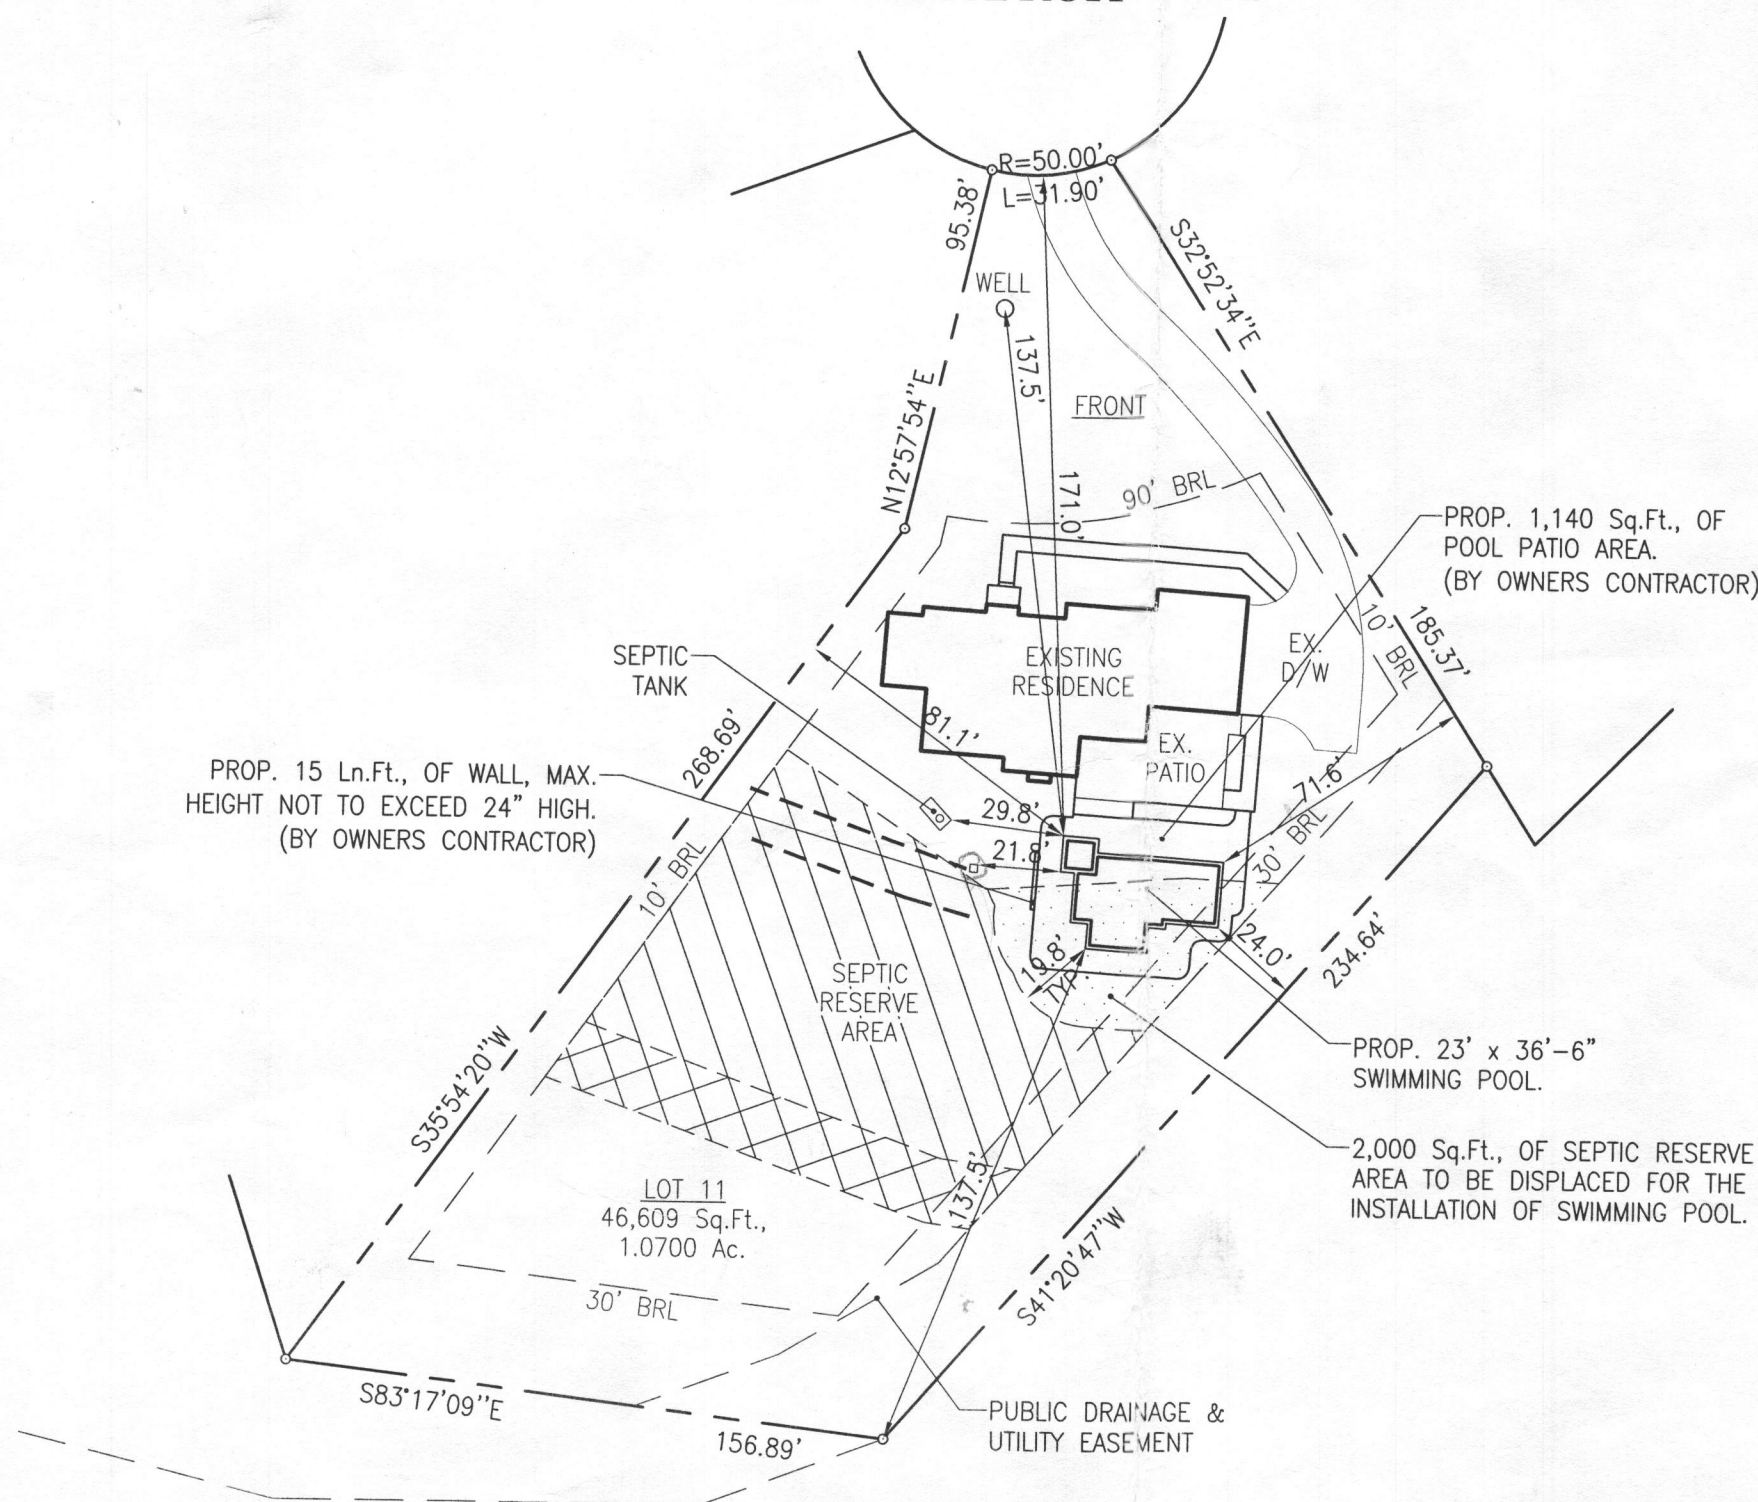 R=50.00'
L=31.90'
95.38'
S32°52'34"E
WELL
137.5'
FRONT
N12°57'54"E
90' BRL
171.0'
PROP. 1,140 Sq.Ft., OF
POOL PATIO AREA.
(BY OWNERS CONTRACTOR)
10' BRL
185.37'
EX.
D/W
SEPTIC
TANK
EXISTING
RESIDENCE
81.1'
268.69'
EX.
PATIO
71.6'
PROP. 15 Ln.Ft., OF WALL, MAX.
HEIGHT NOT TO EXCEED 24" HIGH.
(BY OWNERS CONTRACTOR)
29.8'
21.8'
30' BRL
10' BRL
24.0'
234.64'
19.8'
TYP.
SEPTIC
RESERVE
AREA
PROP. 23' x 36'-6"
SWIMMING POOL.
S35°54'20"W
2,000 Sq.Ft., OF SEPTIC RESERVE
AREA TO BE DISPLACED FOR THE
INSTALLATION OF SWIMMING POOL.
137.5'
LOT 11
46,609 Sq.Ft.,
1.0700 Ac.
S41°20'47"W
30' BRL
S83°17'09"E
156.89'
PUBLIC DRAINAGE &
UTILITY EASEMENT